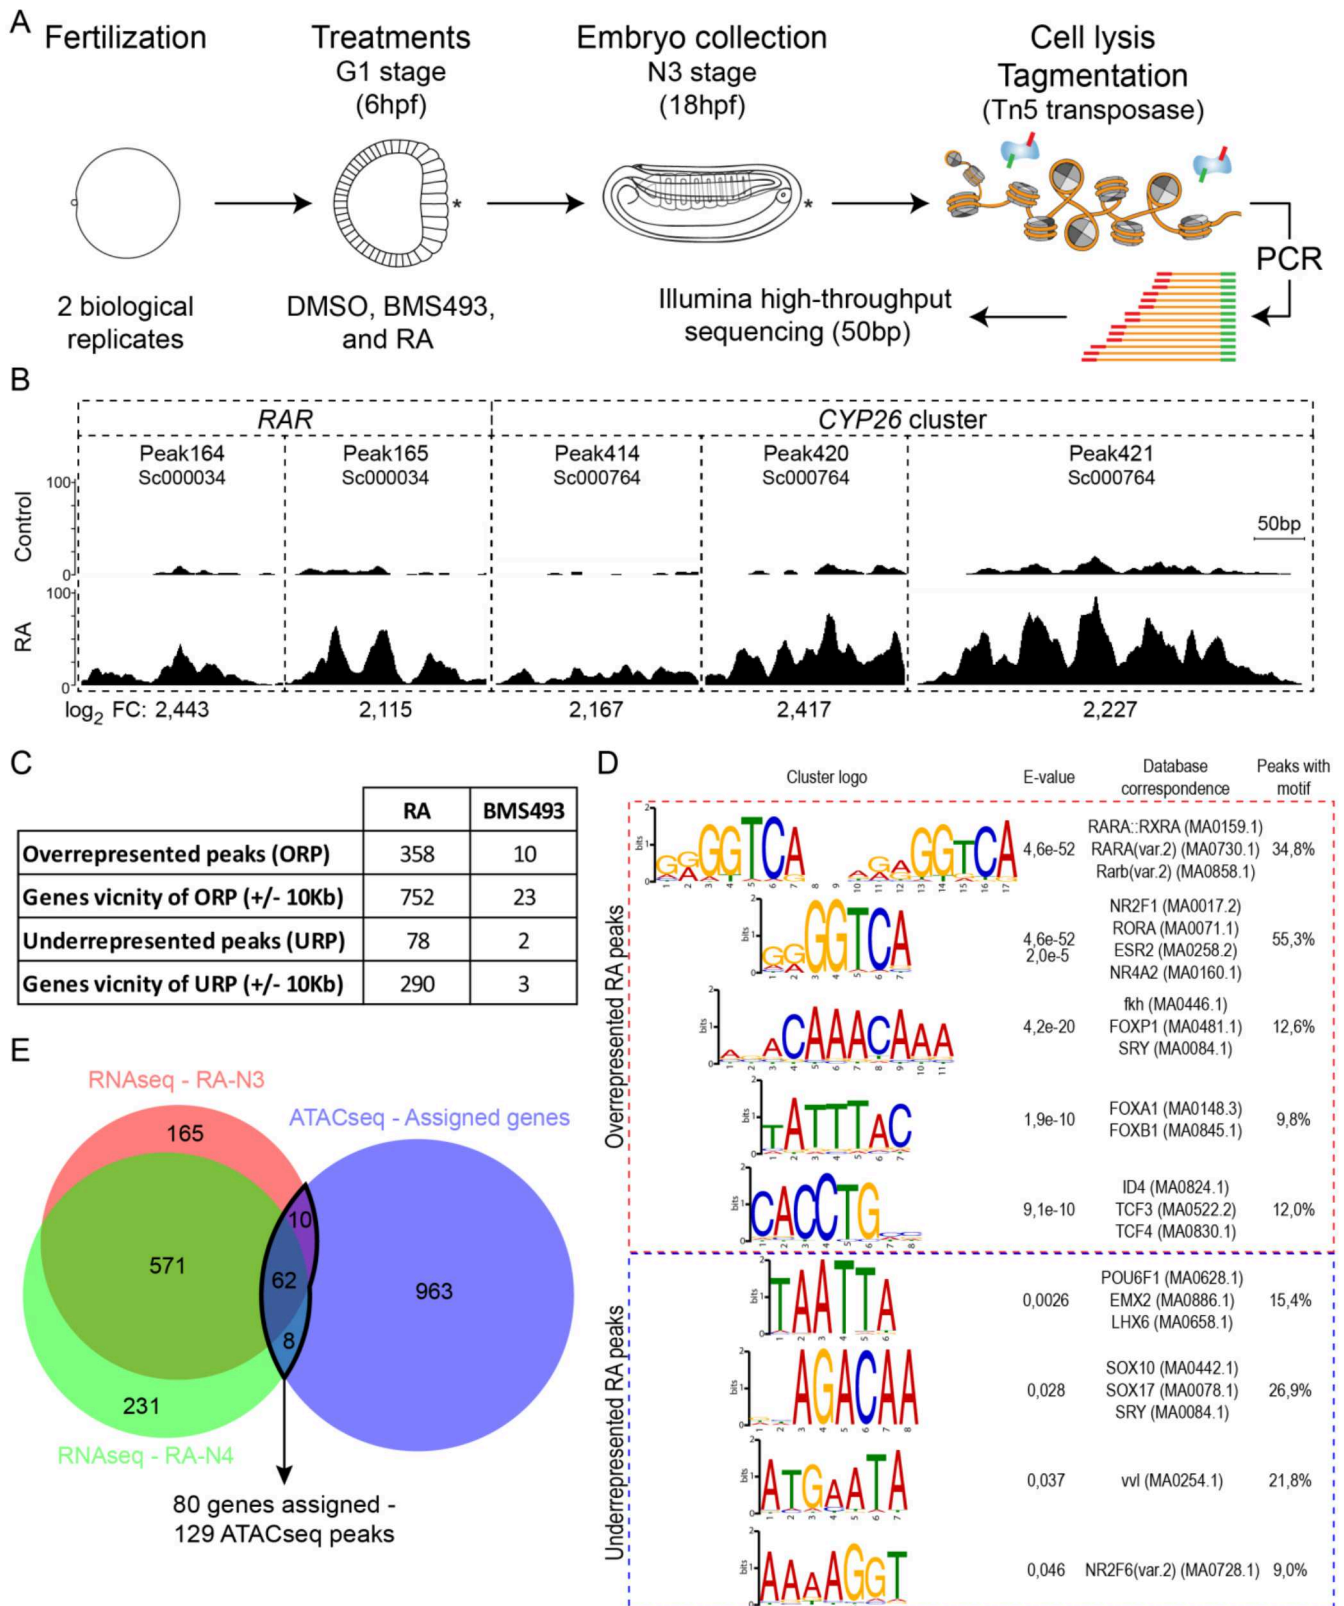 A
Fertilization
Treatments
G1 stage
(6hpf)
Embryo collection
N3 stage
(18hpf)
Cell lysis
Tagmentation
(Tn5 transposase)
*
*
PCR
2 biological
replicates
DMSO, BMS493,
and RA
Illumina high-throughput
sequencing (50bp)
B
RAR
CYP26 cluster
Peak164
Sc000034
Peak165
Sc000034
Peak414
Sc000764
Peak420
Sc000764
Peak421
Sc000764
Control
100
0
50bp
RA
100
0
log2 FC: 2,443 2,115 2,167 2,417 2,227
C
RA BMS493
Overrepresented peaks (ORP) 358 10
Genes vicnity of ORP (+/- 10Kb) 752 23
Underrepresented peaks (URP) 78 2
Genes vicnity of URP (+/- 10Kb) 290 3
D
Cluster logo
E-value
Database
correspondence
Peaks with
motif
Overrepresented RA peaks
4,6e-52
RARA::RXRA (MA0159.1)
RARA(var.2) (MA0730.1)
Rarb(var.2) (MA0858.1)
34,8%
4,6e-52
2,0e-5
NR2F1 (MA0017.2)
RORA (MA0071.1)
ESR2 (MA0258.2)
NR4A2 (MA0160.1)
55,3%
4,2e-20
fkh (MA0446.1)
FOXP1 (MA0481.1)
SRY (MA0084.1)
12,6%
1,9e-10
FOXA1 (MA0148.3)
FOXB1 (MA0845.1)
9,8%
9,1e-10
ID4 (MA0824.1)
TCF3 (MA0522.2)
TCF4 (MA0830.1)
12,0%
Underrepresented RA peaks
0,0026
POU6F1 (MA0628.1)
EMX2 (MA0886.1)
LHX6 (MA0658.1)
15,4%
0,028
SOX10 (MA0442.1)
SOX17 (MA0078.1)
SRY (MA0084.1)
26,9%
0,037
vvl (MA0254.1)
21,8%
0,046
NR2F6(var.2) (MA0728.1)
9,0%
E
RNAseq - RA-N3
ATACseq - Assigned genes
165
10
571
62
963
8
231
RNAseq - RA-N4
80 genes assigned -
129 ATACseq peaks